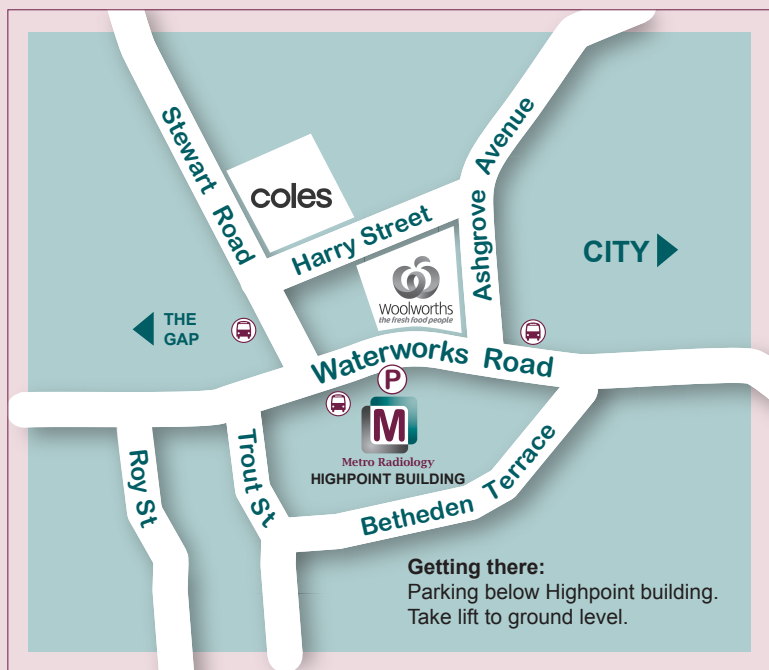 Stewart Road
coles
Harry Street
Ashgrove Avenue
CITY
Woolworths
the fresh food people
THE
GAP
Waterworks Road
P
M
Metro Radiology
HIGHPOINT BUILDING
Roy St
Trout St
Betheden Terrace
Getting there:
Parking below Highpoint building.
Take lift to ground level.